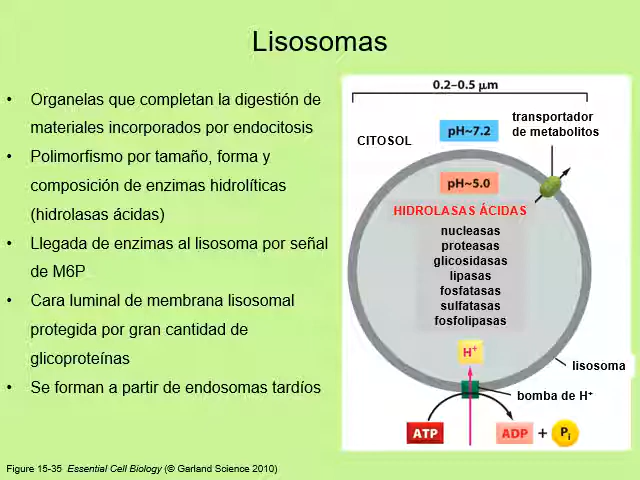 Lisosomas
• Organelas que completan la digestión de
materiales incorporados por endocitosis
• Polimorfismo por tamaño, forma y
composición de enzimas hidrolíticas
(hidrolasas ácidas)
• Llegada de enzimas al lisosoma por señal
de M6P
• Cara luminal de membrana lisosomal
protegida por gran cantidad de
glicoproteínas
• Se forman a partir de endosomas tardíos
0.2–0.5 µm
transportador
de metabolitos
CITOSOL
pH~7.2
pH~5.0
HIDROLASAS ÁCIDAS
nucleasas
proteasas
glicosidasas
lipasas
fosfatasas
sulfatasas
fosfolipasas
H⁺
lisosoma
bomba de H⁺
ATP
ADP + Pᵢ
Figure 15-35 Essential Cell Biology (© Garland Science 2010)